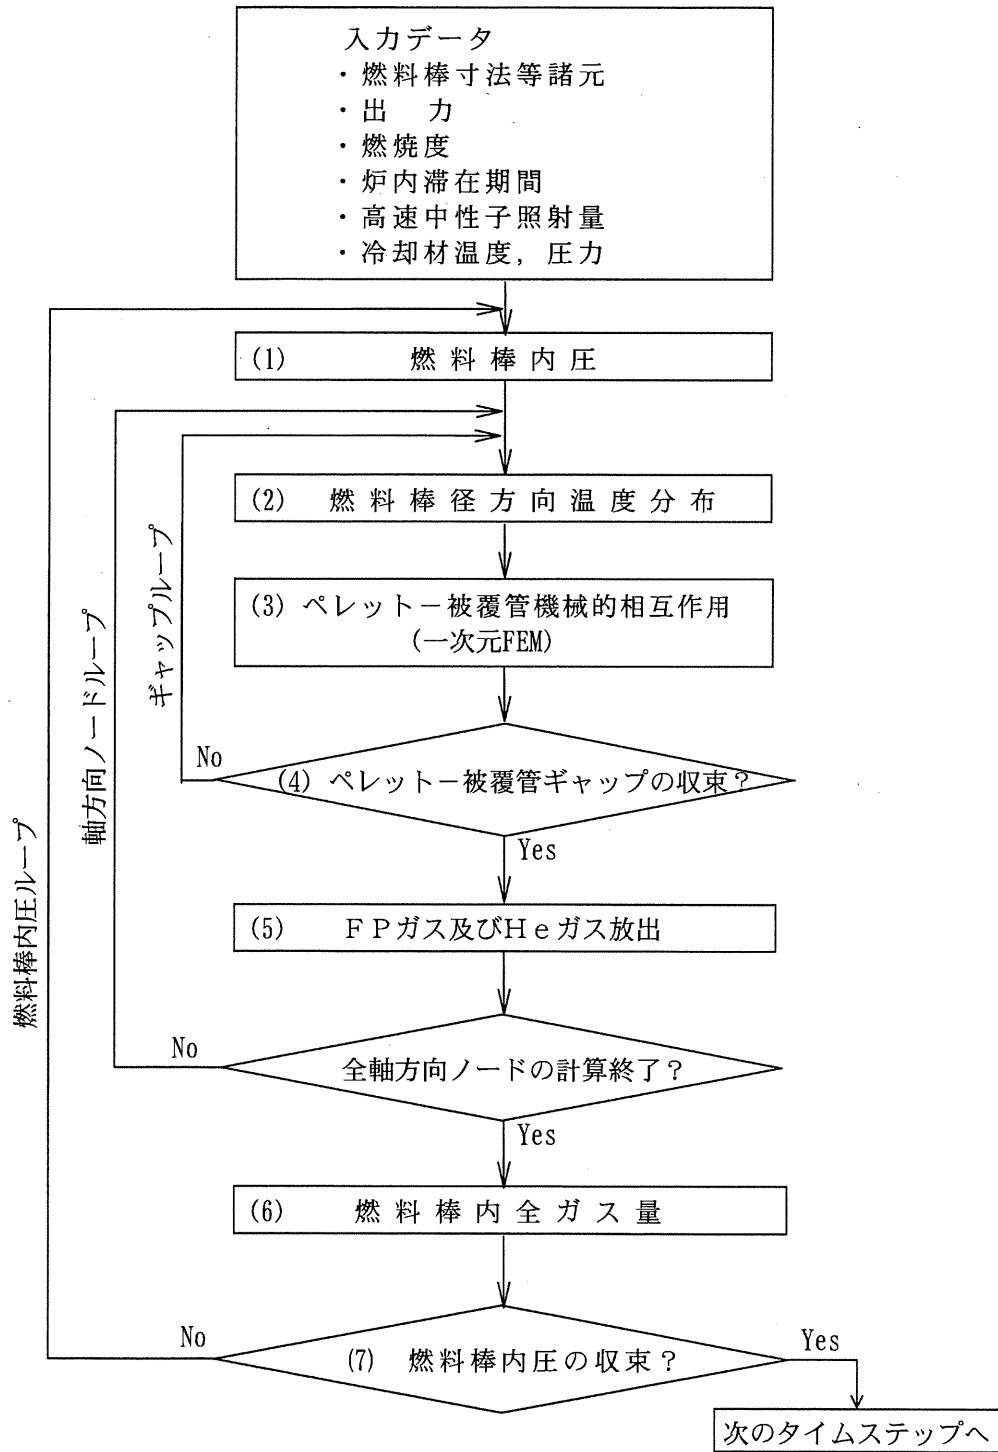 入力データ
・燃料棒寸法等諸元
・出 力
・燃焼度
・炉内滞在期間
・高速中性子照射量
・冷却材温度，圧力
(1) 燃料棒内圧
(2) 燃料棒径方向温度分布
(3) ペレット－被覆管機械的相互作用
(一次元FEM)
ギャップループ
軸方向ノードループ
燃料棒内圧ループ
No
(4) ペレット－被覆管ギャップの収束？
Yes
(5) ＦＰガス及びＨｅガス放出
No
全軸方向ノードの計算終了？
Yes
(6) 燃料棒内全ガス量
No
(7) 燃料棒内圧の収束？
Yes
次のタイムステップへ